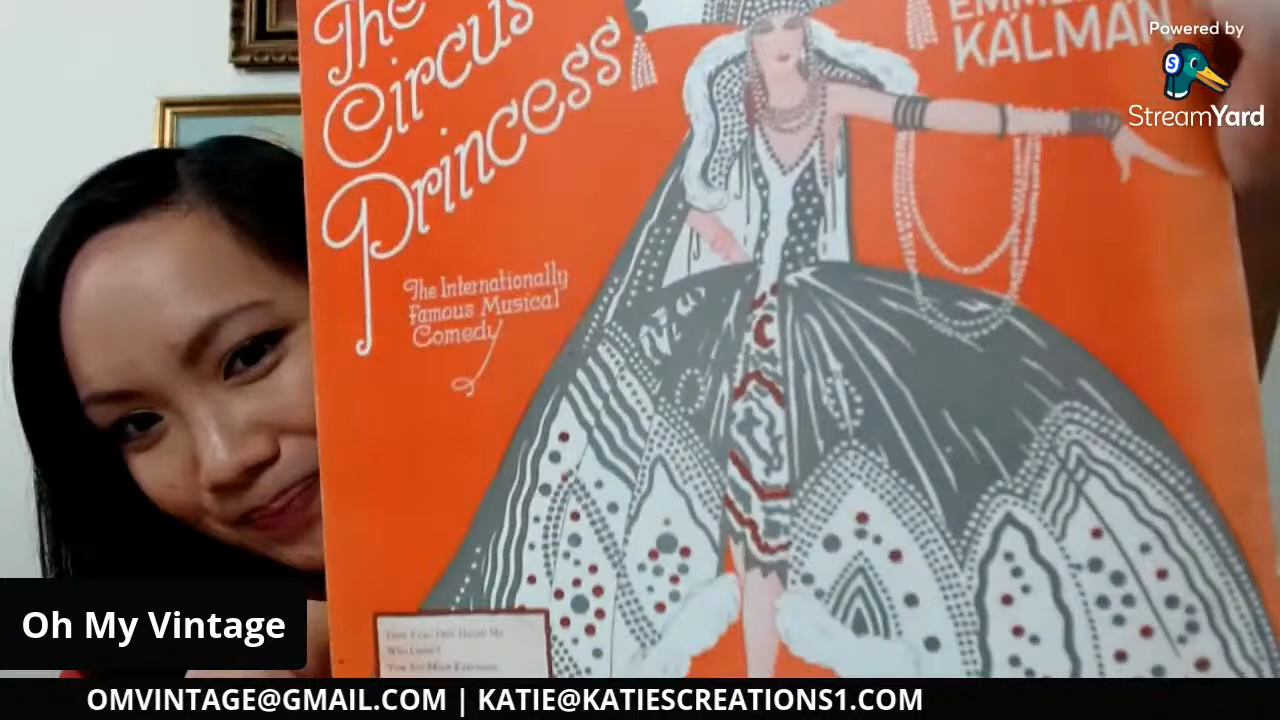 The
Circus
Princess
KÁLMÁN
The Internationally
Famous Musical
Comedy
Powered by
StreamYard
Oh My Vintage
OMVINTAGE@GMAIL.COM | KATIE@KATIESCREATIONS1.COM